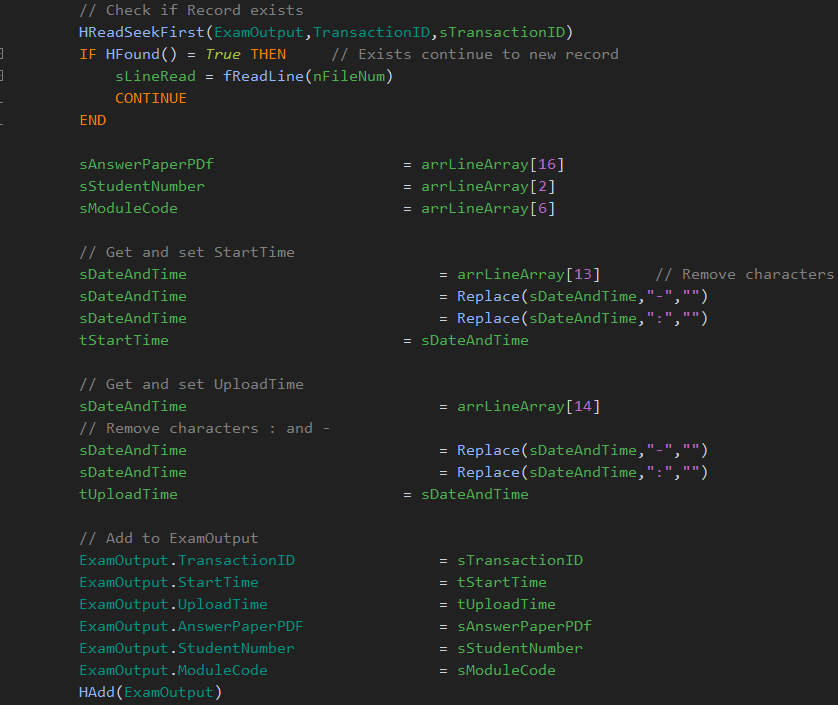 // Check if Record exists
HReadSeekFirst(ExamOutput,TransactionID,sTransactionID)
IF HFound() = True THEN     // Exists continue to new record
    sLineRead = fReadLine(nFileNum)
    CONTINUE
END
sAnswerPaperPDf                     = arrLineArray[16]
sStudentNumber                      = arrLineArray[2]
sModuleCode                         = arrLineArray[6]
// Get and set StartTime
sDateAndTime                            = arrLineArray[13]      // Remove characters
sDateAndTime                            = Replace(sDateAndTime,"-","")
sDateAndTime                            = Replace(sDateAndTime,":","")
tStartTime                          = sDateAndTime
// Get and set UploadTime
sDateAndTime                            = arrLineArray[14]
// Remove characters : and -
sDateAndTime                            = Replace(sDateAndTime,"-","")
sDateAndTime                            = Replace(sDateAndTime,":","")
tUploadTime                         = sDateAndTime
// Add to ExamOutput
ExamOutput.TransactionID                = sTransactionID
ExamOutput.StartTime                    = tStartTime
ExamOutput.UploadTime                   = tUploadTime
ExamOutput.AnswerPaperPDF               = sAnswerPaperPDf
ExamOutput.StudentNumber                = sStudentNumber
ExamOutput.ModuleCode                   = sModuleCode
HAdd(ExamOutput)